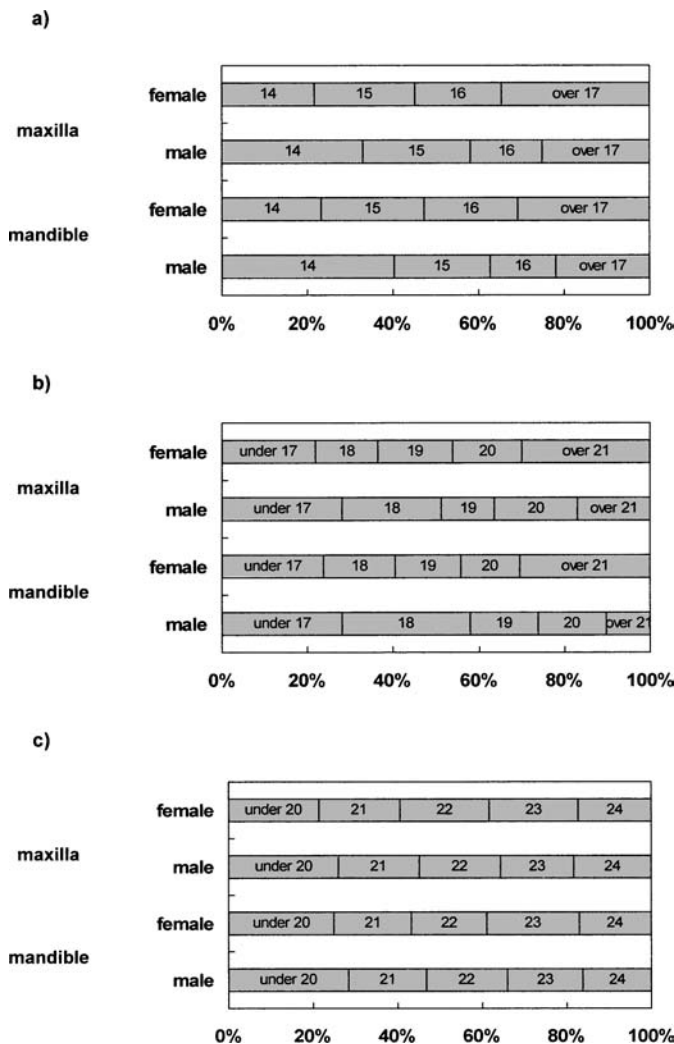 a)
female 14 15 16 over 17
maxilla
male 14 15 16 over 17
female 14 15 16 over 17
mandible
male 14 15 16 over 17
0% 20% 40% 60% 80% 100%
b)
female under 17 18 19 20 over 21
maxilla
male under 17 18 19 20 over 21
female under 17 18 19 20 over 21
mandible
male under 17 18 19 20 over 21
0% 20% 40% 60% 80% 100%
c)
female under 20 21 22 23 24
maxilla
male under 20 21 22 23 24
female under 20 21 22 23 24
mandible
male under 20 21 22 23 24
0% 20% 40% 60% 80% 100%